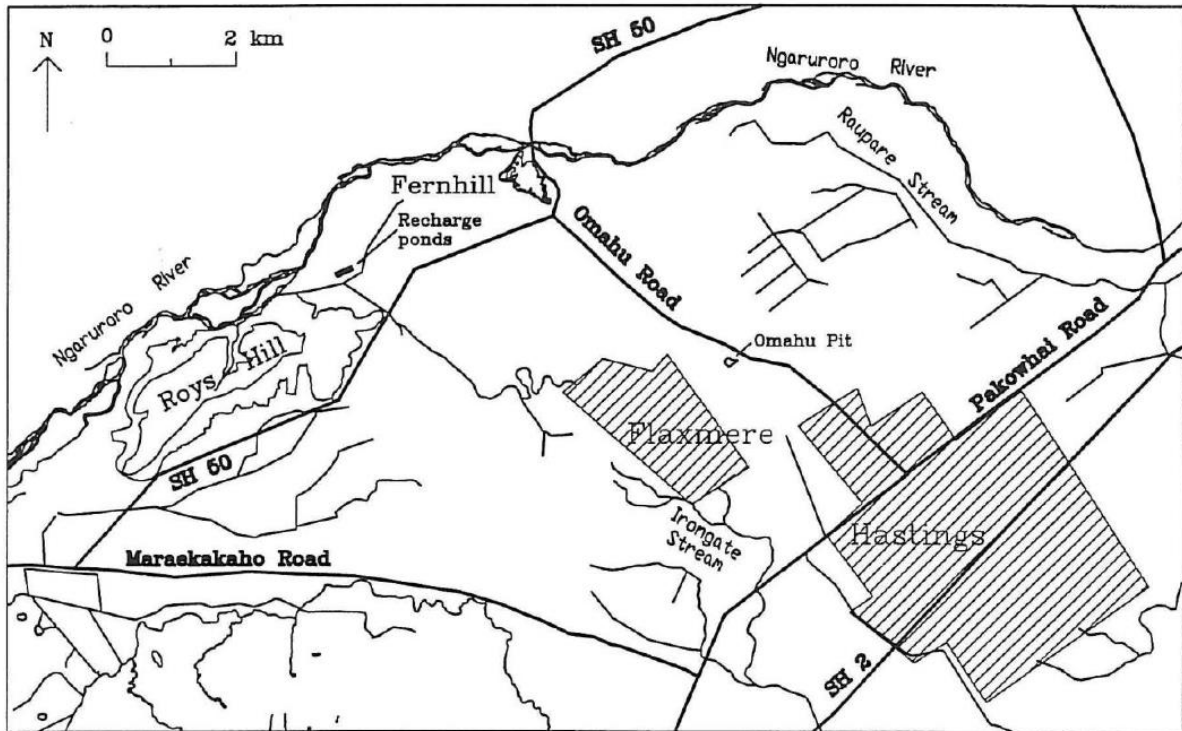 N
0 2 km
SH 50
Ngaruroro River
Raupare Stream
Fernhill
Recharge
ponds
Omahu Road
Ngaruroro River
Roys Hill
Omahu Pit
Pakowhai Road
Flaxmere
SH 50
Irongate
Stream
Hastings
Maraekakaho Road
SH 2